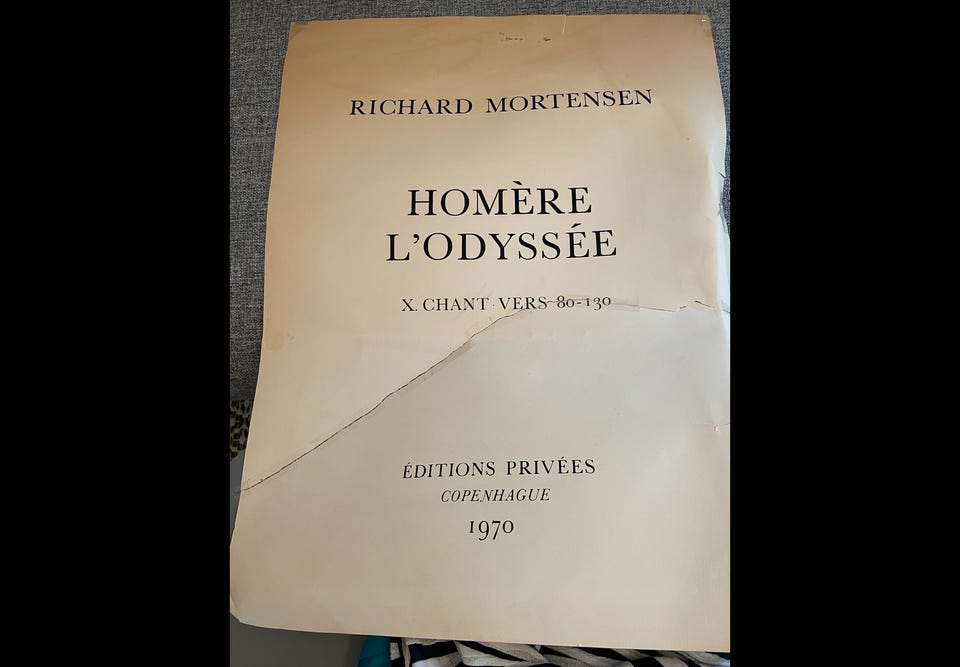 RICHARD MORTENSEN
HOMÈRE
L'ODYSSÉE
X. CHANT · VERS 80-130
ÉDITIONS PRIVÉES
COPENHAGUE
1970